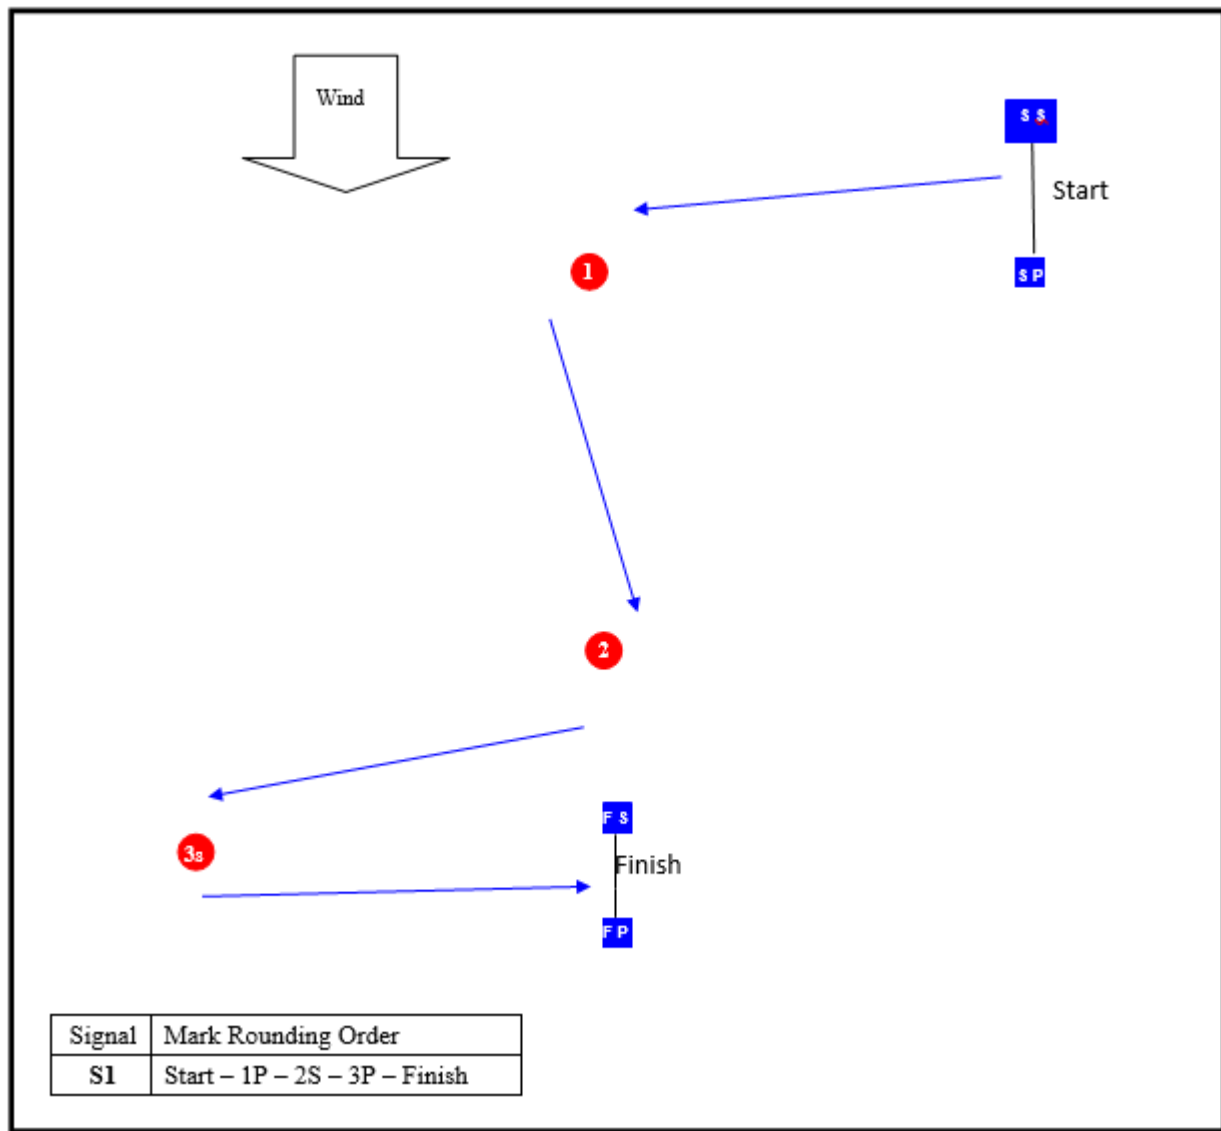 Wind
S S
Start
1
S P
2
F S
3s
Finish
F P
Signal Mark Rounding Order
S1 Start – 1P – 2S – 3P – Finish